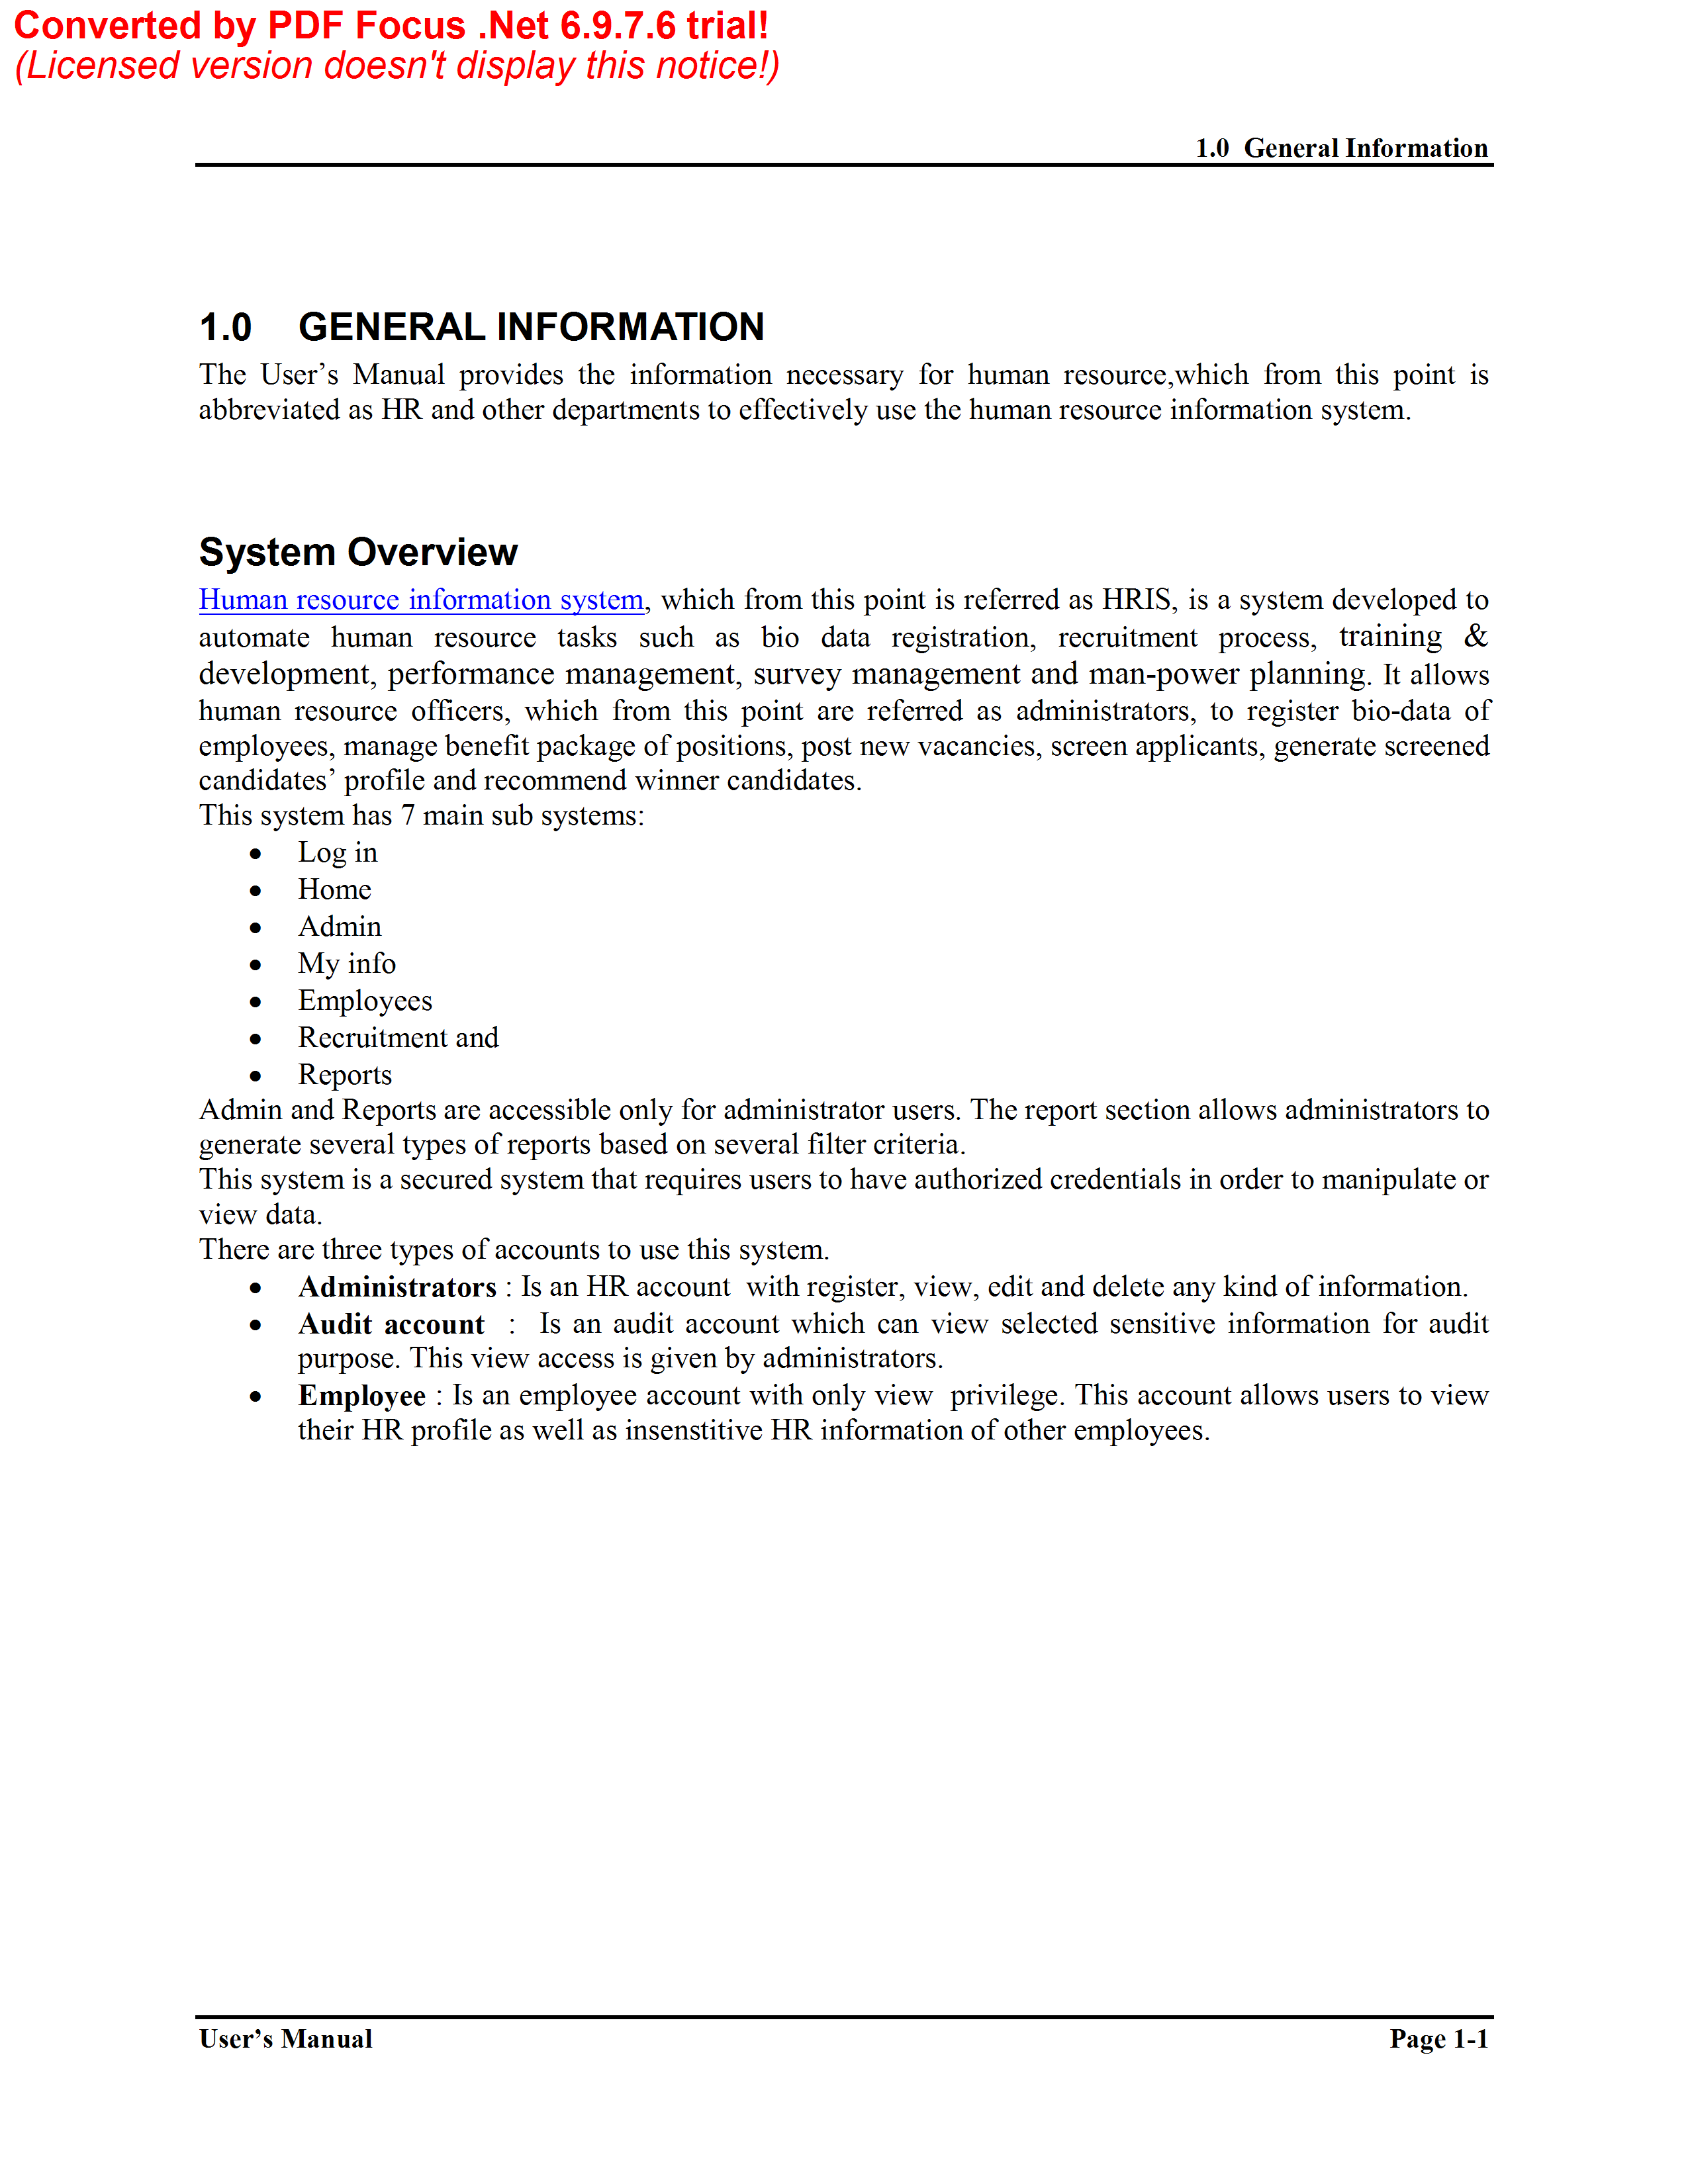 Converted by PDF Focus .Net 6.9.7.6 trial!
(Licensed version doesn't display this notice!)
1.0 General Information
1.0 GENERAL INFORMATION
The User’s Manual provides the information necessary for human resource,which from this point is
abbreviated as HR and other departments to effectively use the human resource information system.
System Overview
Human resource information system, which from this point is referred as HRIS, is a system developed to
automate human resource tasks such as bio data registration, recruitment process, training &
development, performance management, survey management and man-power planning. It allows
human resource officers, which from this point are referred as administrators, to register bio-data of
employees, manage benefit package of positions, post new vacancies, screen applicants, generate screened
candidates’ profile and recommend winner candidates.
This system has 7 main sub systems:
• Log in
• Home
• Admin
• My info
• Employees
• Recruitment and
• Reports
Admin and Reports are accessible only for administrator users. The report section allows administrators to
generate several types of reports based on several filter criteria.
This system is a secured system that requires users to have authorized credentials in order to manipulate or
view data.
There are three types of accounts to use this system.
• Administrators : Is an HR account with register, view, edit and delete any kind of information.
• Audit account : Is an audit account which can view selected sensitive information for audit
purpose. This view access is given by administrators.
• Employee : Is an employee account with only view privilege. This account allows users to view
their HR profile as well as insenstitive HR information of other employees.
User’s Manual
Page 1-1